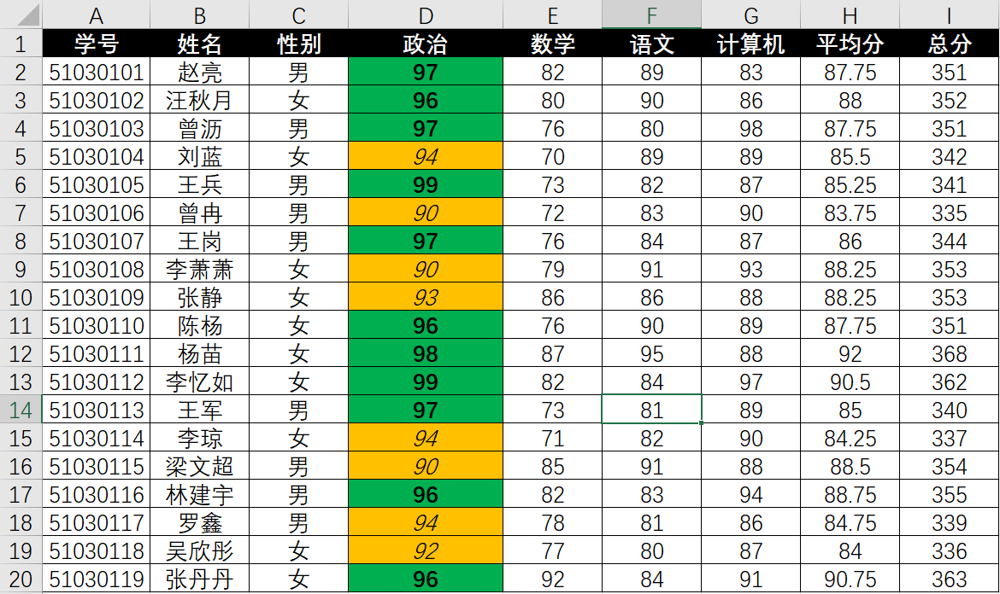 A B C D E F G H I
1 学号 姓名 性别 政治 数学 语文 计算机 平均分 总分
2 51030101 赵亮 男 97 82 89 83 87.75 351
3 51030102 汪秋月 女 96 80 90 86 88 352
4 51030103 曾沥 男 97 76 80 98 87.75 351
5 51030104 刘蓝 女 94 70 89 89 85.5 342
6 51030105 王兵 男 99 73 82 87 85.25 341
7 51030106 曾冉 男 90 72 83 90 83.75 335
8 51030107 王岗 男 97 76 84 87 86 344
9 51030108 李萧萧 女 90 79 91 93 88.25 353
10 51030109 张静 女 93 86 86 88 88.25 353
11 51030110 陈杨 女 96 76 90 89 87.75 351
12 51030111 杨苗 女 98 87 95 88 92 368
13 51030112 李忆如 女 99 82 84 97 90.5 362
14 51030113 王军 男 97 73 81 89 85 340
15 51030114 李琼 女 94 71 82 90 84.25 337
16 51030115 梁文超 男 90 85 91 88 88.5 354
17 51030116 林建宇 男 96 82 83 94 88.75 355
18 51030117 罗鑫 男 94 78 81 86 84.75 339
19 51030118 吴欣彤 女 92 77 80 87 84 336
20 51030119 张丹丹 女 96 92 84 91 90.75 363